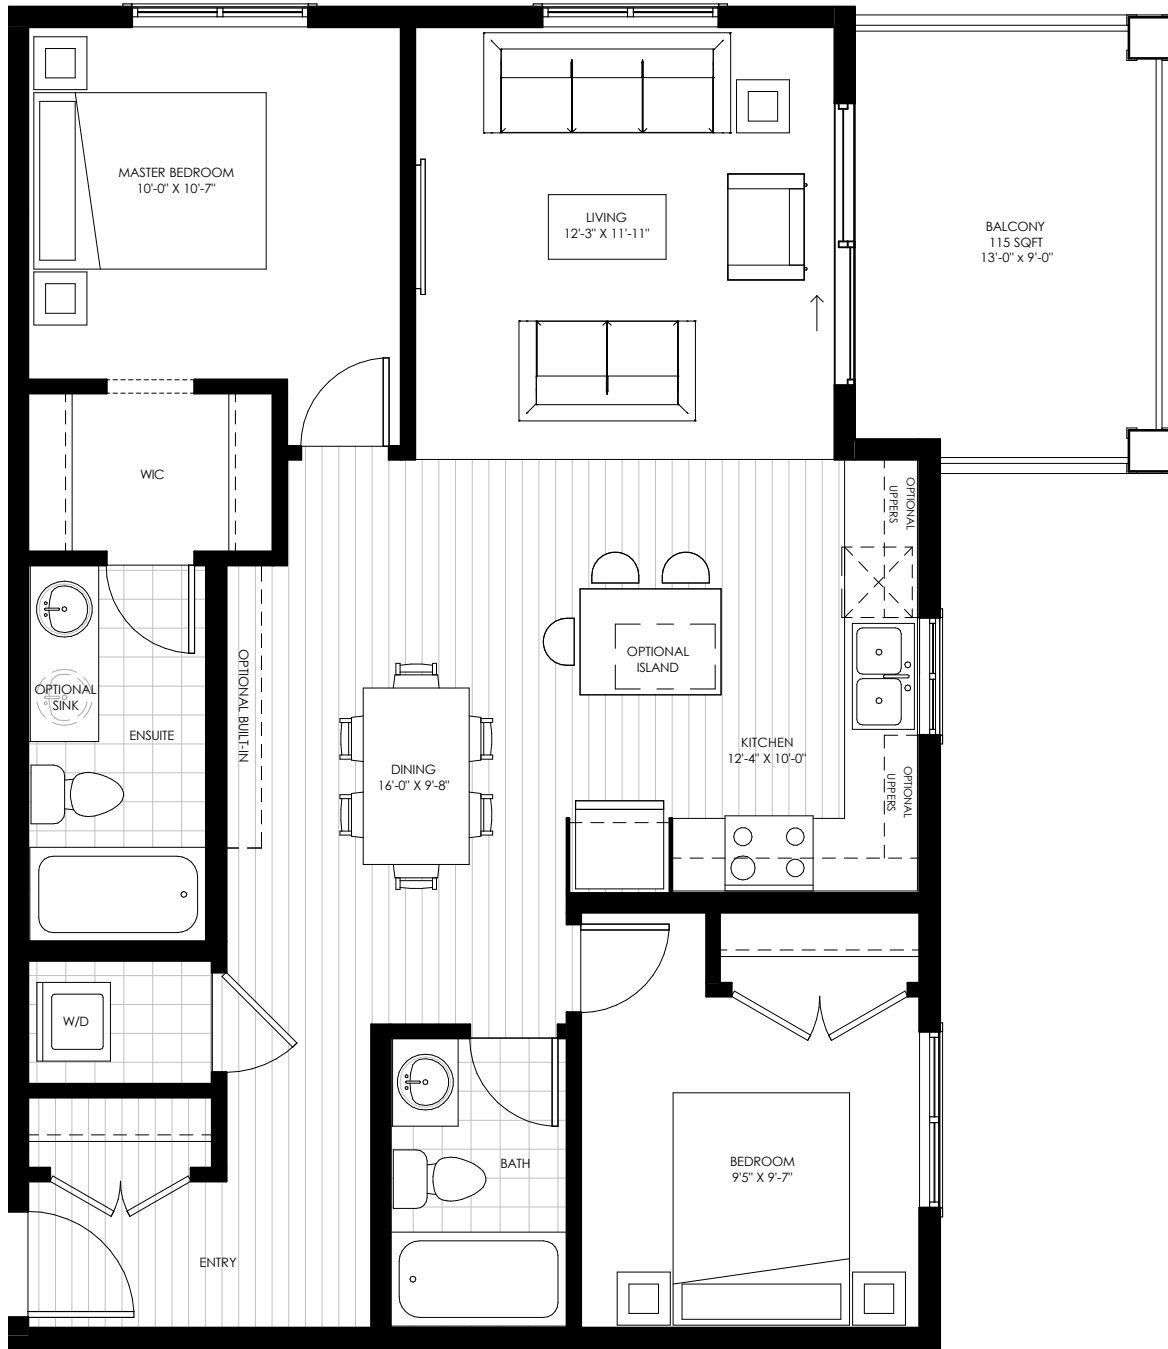 MASTER BEDROOM
10'-0" X 10'-7"
LIVING
12'-3" X 11'-11"
BALCONY
115 SQFT
13'-0" x 9'-0"
WIC
OPTIONAL
UPPERS
OPTIONAL
SINK
ENSUITE
OPTIONAL BUILT-IN
OPTIONAL
ISLAND
DINING
16'-0" X 9'-8"
KITCHEN
12'-4" X 10'-0"
OPTIONAL
UPPERS
W/D
BATH
BEDROOM
9'5" X 9'-7"
ENTRY